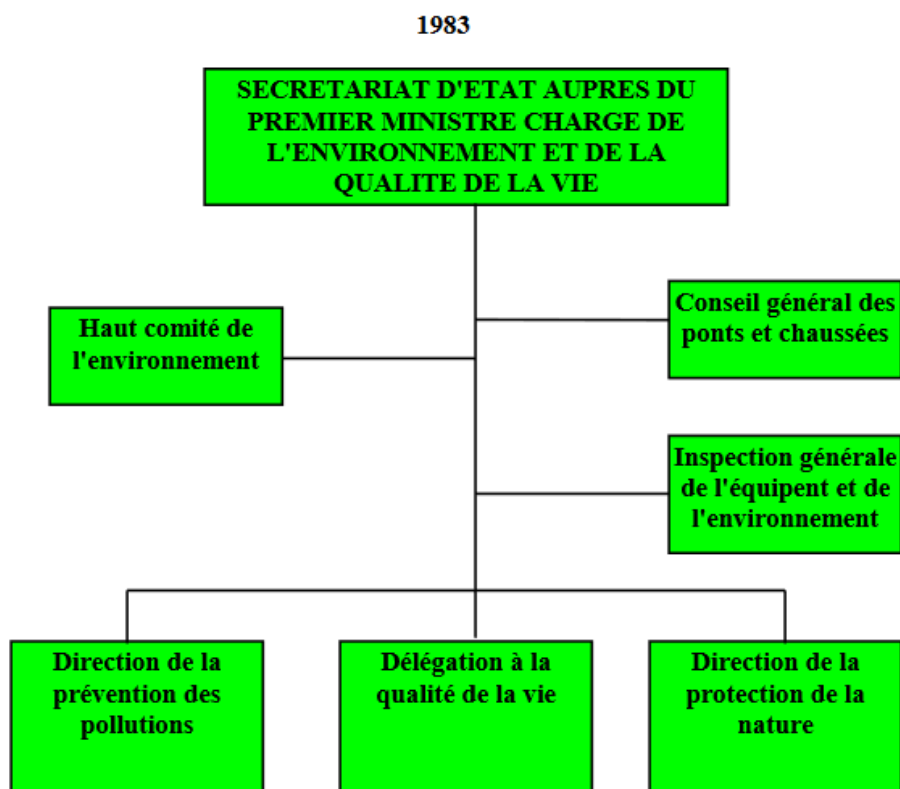 1983
SECRETARIAT D'ETAT AUPRES DU
PREMIER MINISTRE CHARGE DE
L'ENVIRONNEMENT ET DE LA
QUALITE DE LA VIE
Haut comité de
l'environnement
Conseil général des
ponts et chaussées
Inspection générale
de l'équipent et de
l'environnement
Direction de la
prévention des
pollutions
Délégation à la
qualité de la vie
Direction de la
protection de la
nature